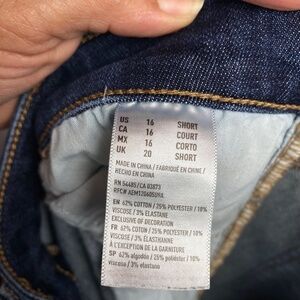 US 16 SHORT
CA 16 COURT
MX 16 CORTO
UK 20 SHORT
MADE IN CHINA / FABRIQUÉ EN CHINE /
HECHO EN CHINA
RN 54485/CA 03873
EN 62% COTTON / 25% POLYESTER / 10%
VISCOSE / 3% ELASTANE
EXCLUSIVE OF DECORATION
FR 62% COTON / 25% POLYESTER / 10%
VISCOSE / 3% ÉLASTHANNE
À L'EXCEPTION DE LA GARNITURE
SP 62% algodón / 25% poliéster / 10%
viscosa / 3% elastano